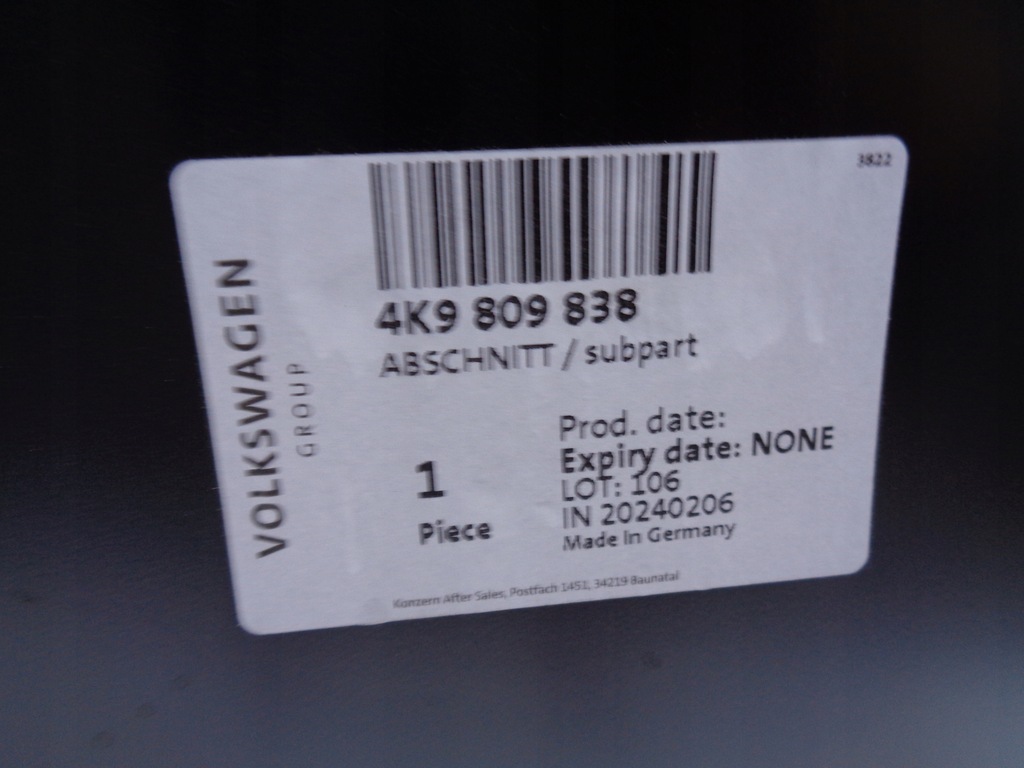 3822
VOLKSWAGEN
GROUP
4K9 809 838
ABSCHNITT / subpart
1
Piece
Prod. date:
Expiry date: NONE
LOT: 106
IN 20240206
Made In Germany
Konzern After Sales, Postfach 1451, 34219 Baunatal